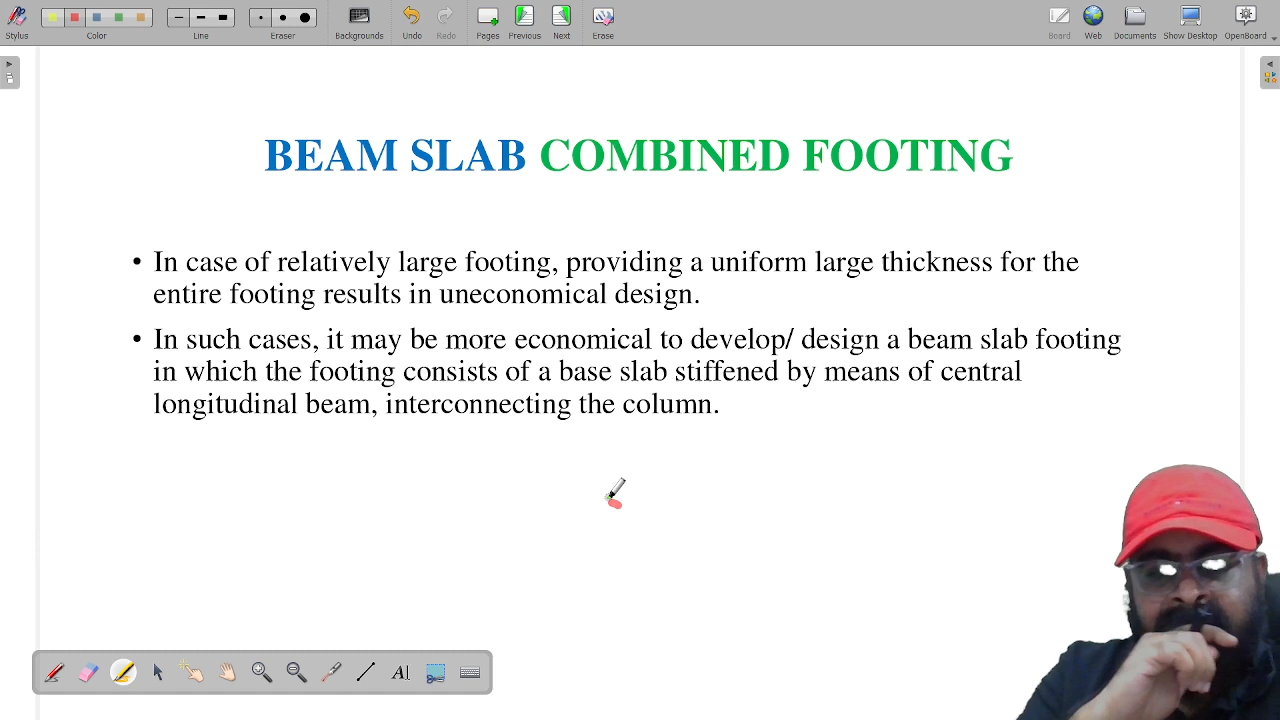 Stylus Color Line Eraser Backgrounds Undo Redo Pages Previous Next Erase Board Web Documents Show Desktop OpenBoard
BEAM SLAB COMBINED FOOTING
• In case of relatively large footing, providing a uniform large thickness for the
entire footing results in uneconomical design.
• In such cases, it may be more economical to develop/ design a beam slab footing
in which the footing consists of a base slab stiffened by means of central
longitudinal beam, interconnecting the column.